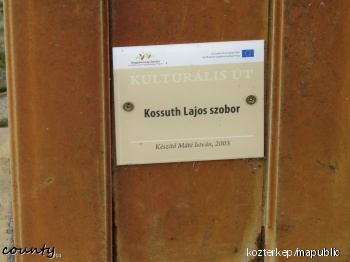 KULTURÁLIS ÚT
Kossuth Lajos szobor
Készítő Máté István, 2003
county
kozterkep/mapublic